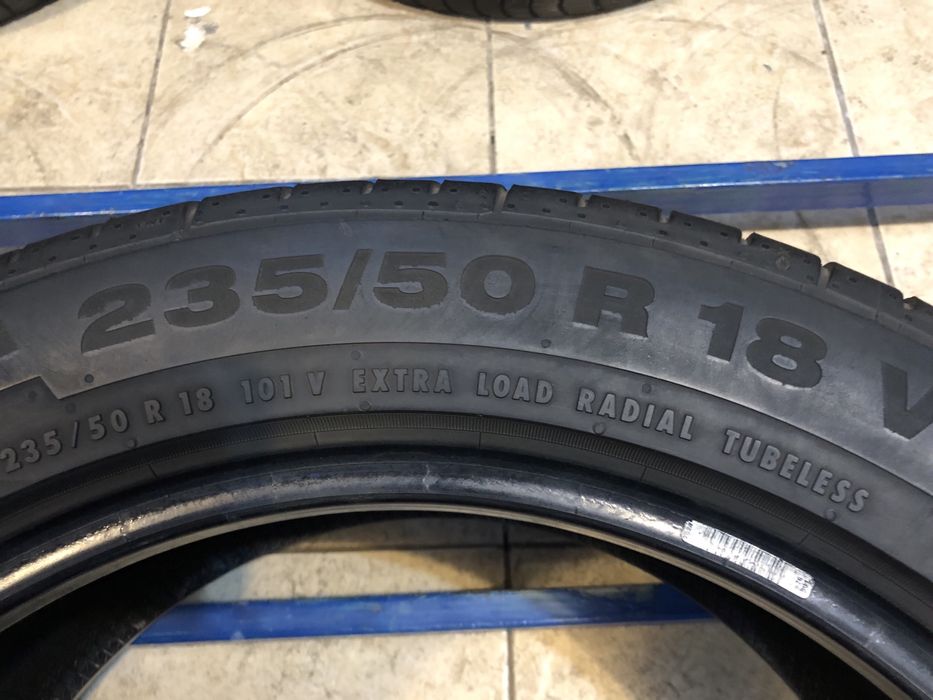 235/50 R 18 V
235/50 R 18 101 V EXTRA LOAD RADIAL TUBELESS